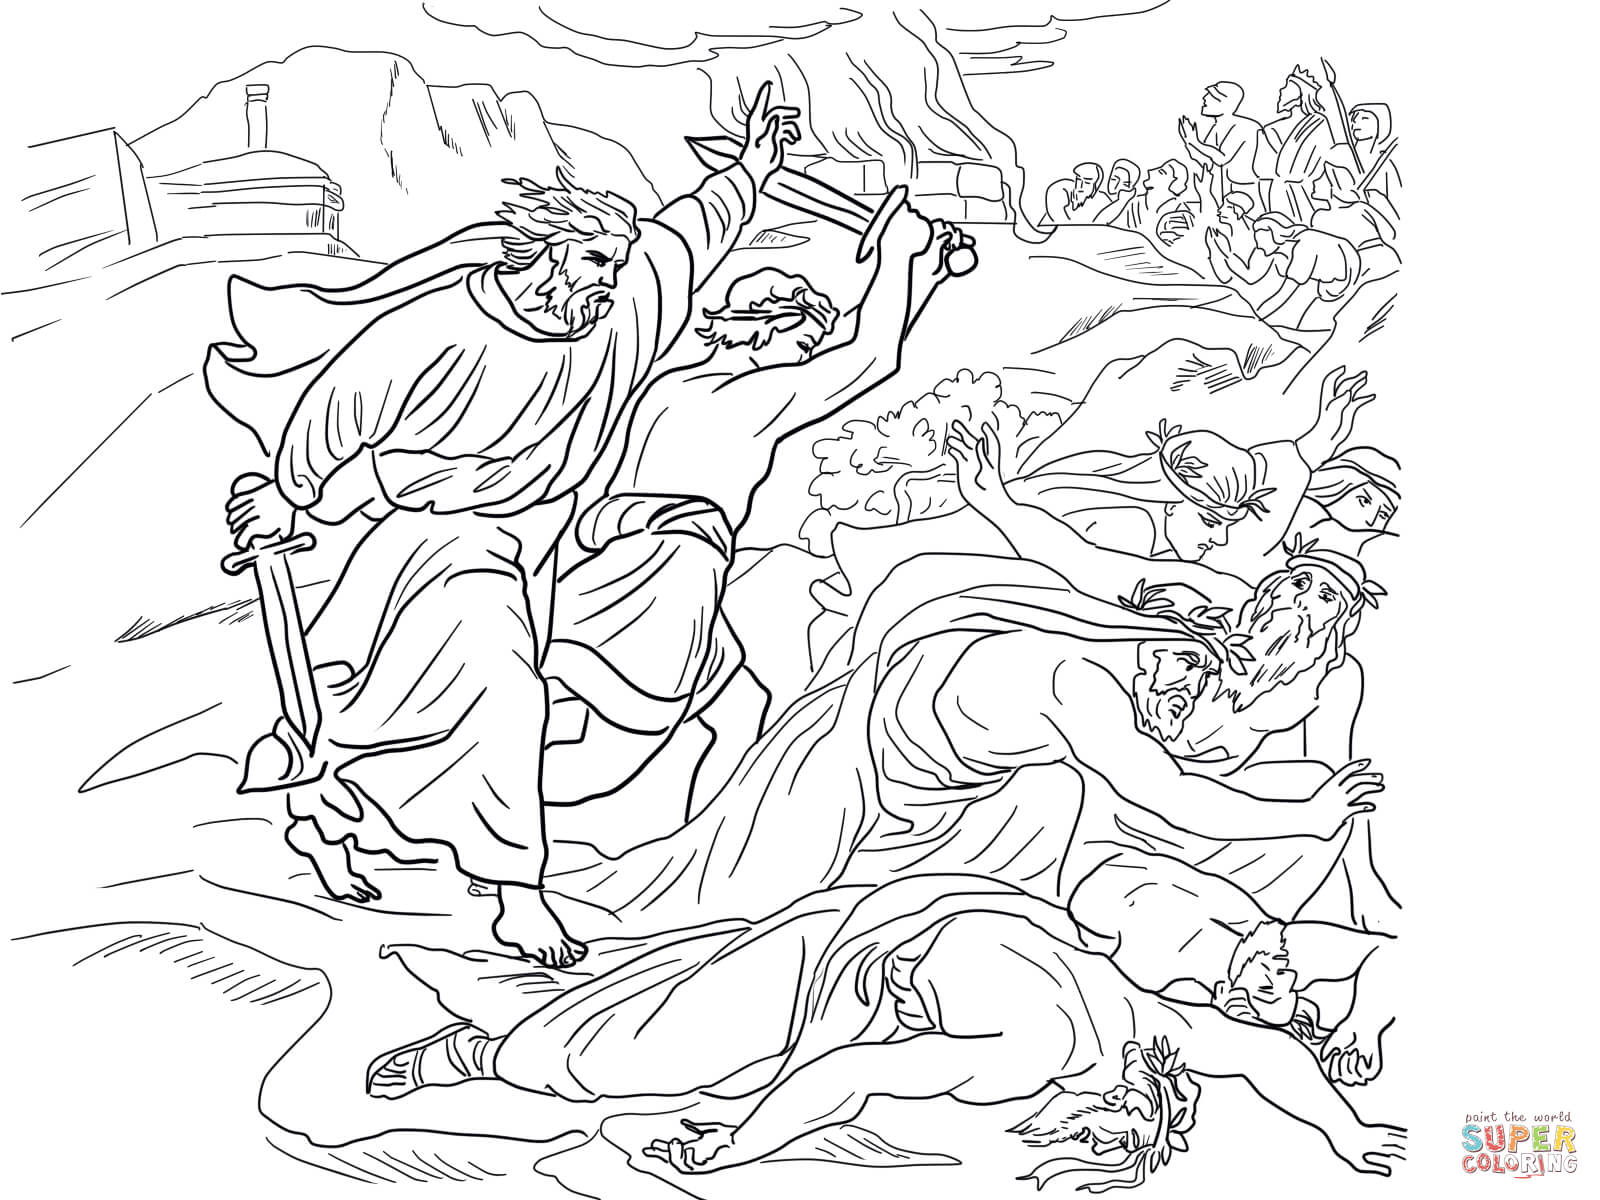 paint the world
SUPER
COLORING